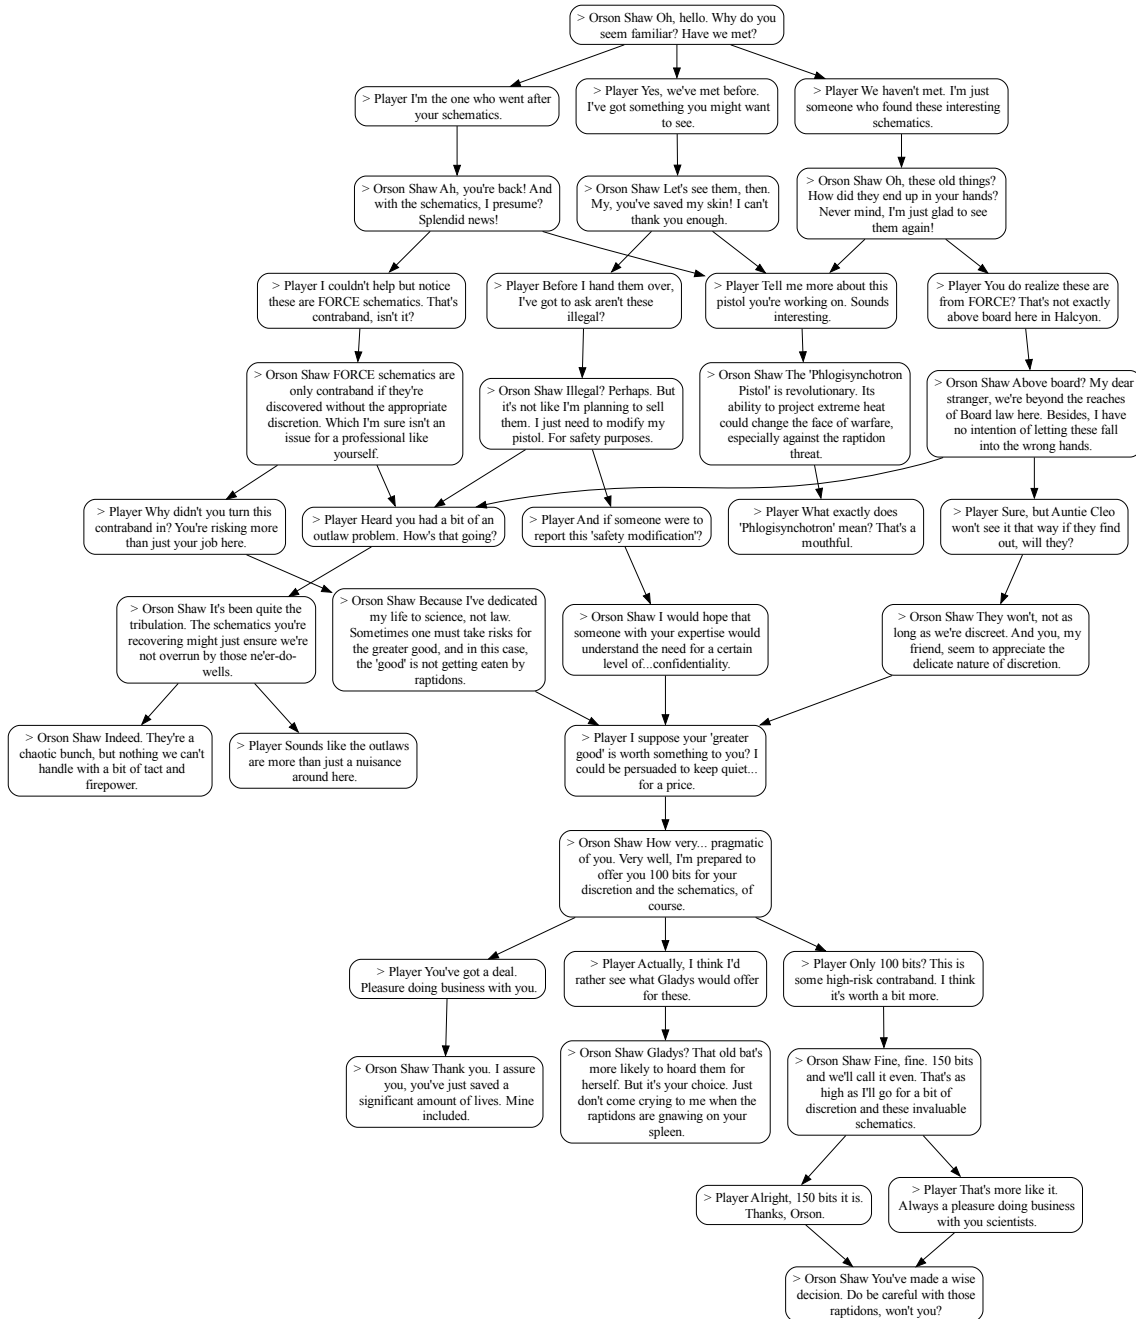 > Orson Shaw Oh, hello. Why do you
seem familiar? Have we met?
> Player I'm the one who went after
your schematics.
> Player Yes, we've met before.
I've got something you might want
to see.
> Player We haven't met. I'm just
someone who found these interesting
schematics.
> Orson Shaw Ah, you're back! And
with the schematics, I presume?
Splendid news!
> Orson Shaw Let's see them, then.
My, you've saved my skin! I can't
thank you enough.
> Orson Shaw Oh, these old things?
How did they end up in your hands?
Never mind, I'm just glad to see
them again!
> Player I couldn't help but notice
these are FORCE schematics. That's
contraband, isn't it?
> Player Before I hand them over,
I've got to ask aren't these
illegal?
> Player Tell me more about this
pistol you're working on. Sounds
interesting.
> Player You do realize these are
from FORCE? That's not exactly
above board here in Halcyon.
> Orson Shaw FORCE schematics are
only contraband if they're
discovered without the appropriate
discretion. Which I'm sure isn't an
issue for a professional like
yourself.
> Orson Shaw Illegal? Perhaps. But
it's not like I'm planning to sell
them. I just need to modify my
pistol. For safety purposes.
> Orson Shaw The 'Phlogisynchotron
Pistol' is revolutionary. Its
ability to project extreme heat
could change the face of warfare,
especially against the raptidon
threat.
> Orson Shaw Above board? My dear
stranger, we're beyond the reaches
of Board law here. Besides, I have
no intention of letting these fall
into the wrong hands.
> Player Why didn't you turn this
contraband in? You're risking more
than just your job here.
> Player Heard you had a bit of an
outlaw problem. How's that going?
> Player And if someone were to
report this 'safety modification'?
> Player What exactly does
'Phlogisynchotron' mean? That's a
mouthful.
> Player Sure, but Auntie Cleo
won't see it that way if they find
out, will they?
> Orson Shaw It's been quite the
tribulation. The schematics you're
recovering might just ensure we're
not overrun by those ne'er-do-
wells.
> Orson Shaw Because I've dedicated
my life to science, not law.
Sometimes one must take risks for
the greater good, and in this case,
the 'good' is not getting eaten by
raptidons.
> Orson Shaw I would hope that
someone with your expertise would
understand the need for a certain
level of...confidentiality.
> Orson Shaw They won't, not as
long as we're discreet. And you, my
friend, seem to appreciate the
delicate nature of discretion.
> Orson Shaw Indeed. They're a
chaotic bunch, but nothing we can't
handle with a bit of tact and
firepower.
> Player Sounds like the outlaws
are more than just a nuisance
around here.
> Player I suppose your 'greater
good' is worth something to you? I
could be persuaded to keep quiet...
for a price.
> Orson Shaw How very... pragmatic
of you. Very well, I'm prepared to
offer you 100 bits for your
discretion and the schematics, of
course.
> Player You've got a deal.
Pleasure doing business with you.
> Player Actually, I think I'd
rather see what Gladys would offer
for these.
> Player Only 100 bits? This is
some high-risk contraband. I think
it's worth a bit more.
> Orson Shaw Thank you. I assure
you, you've just saved a
significant amount of lives. Mine
included.
> Orson Shaw Gladys? That old bat's
more likely to hoard them for
herself. But it's your choice. Just
don't come crying to me when the
raptidons are gnawing on your
spleen.
> Orson Shaw Fine, fine. 150 bits
and we'll call it even. That's as
high as I'll go for a bit of
discretion and these invaluable
schematics.
> Player Alright, 150 bits it is.
Thanks, Orson.
> Player That's more like it.
Always a pleasure doing business
with you scientists.
> Orson Shaw You've made a wise
decision. Do be careful with those
raptidons, won't you?